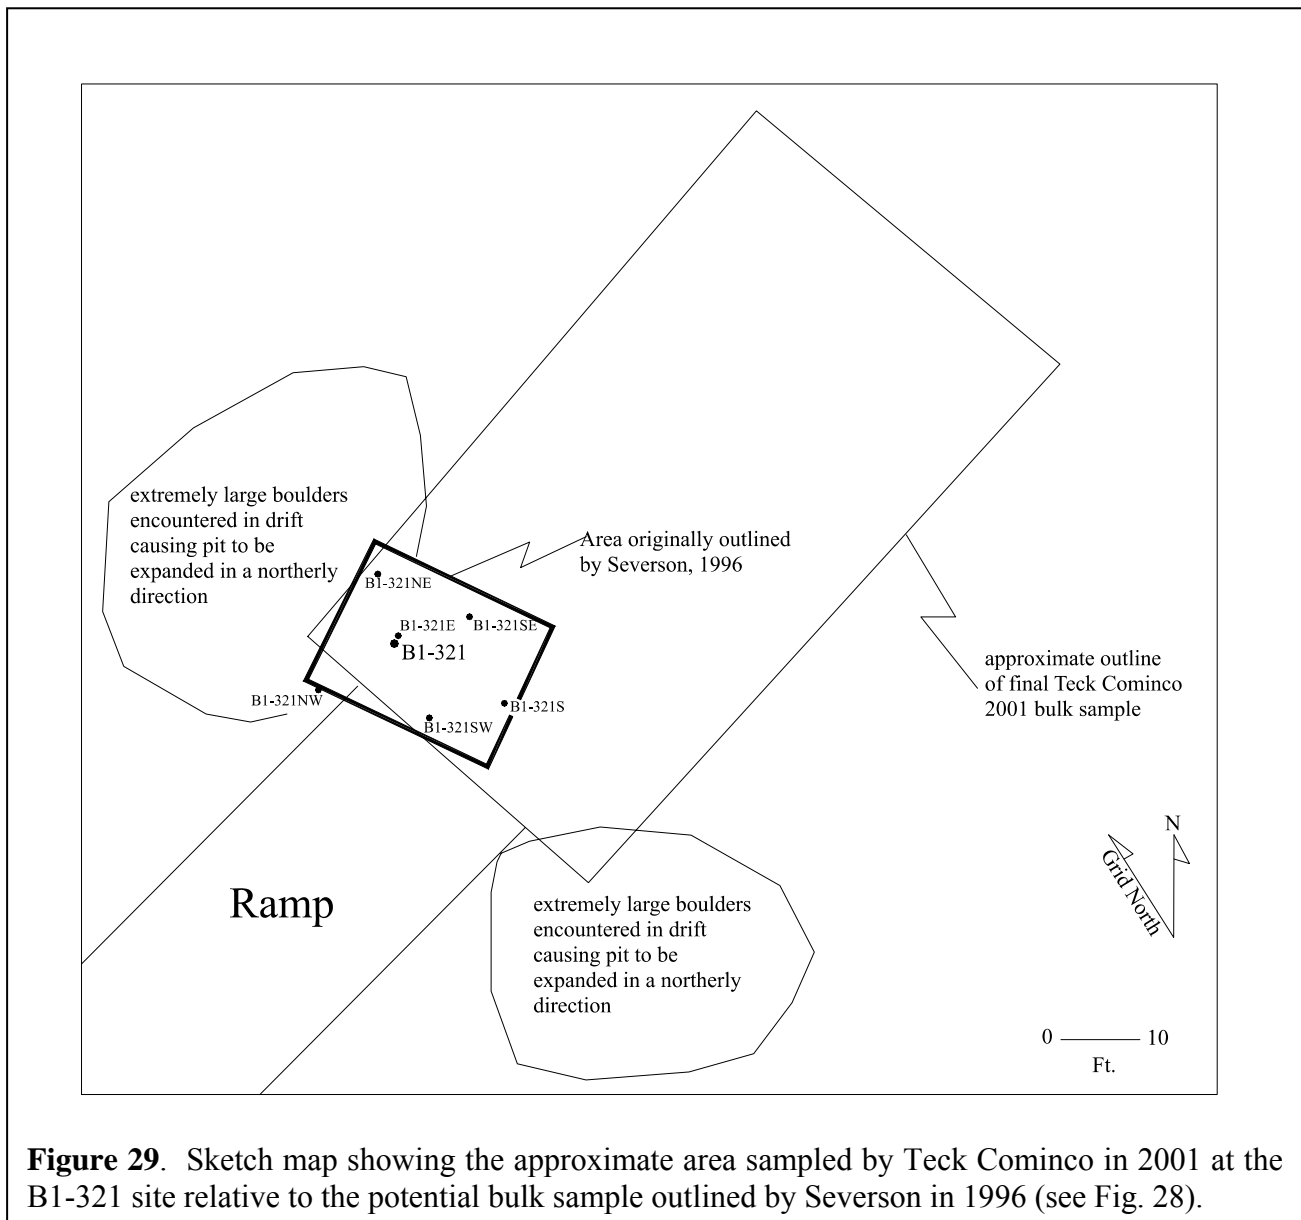 extremely large boulders
encountered in drift
causing pit to be
expanded in a northerly
direction
Area originally outlined
by Severson, 1996
B1-321NE
B1-321E
B1-321SE
B1-321
B1-321NW
B1-321S
B1-321SW
approximate outline
of final Teck Cominco
2001 bulk sample
Ramp
extremely large boulders
encountered in drift
causing pit to be
expanded in a northerly
direction
N
Grid North
0 10
Ft.
Figure 29. Sketch map showing the approximate area sampled by Teck Cominco in 2001 at the
B1-321 site relative to the potential bulk sample outlined by Severson in 1996 (see Fig. 28).